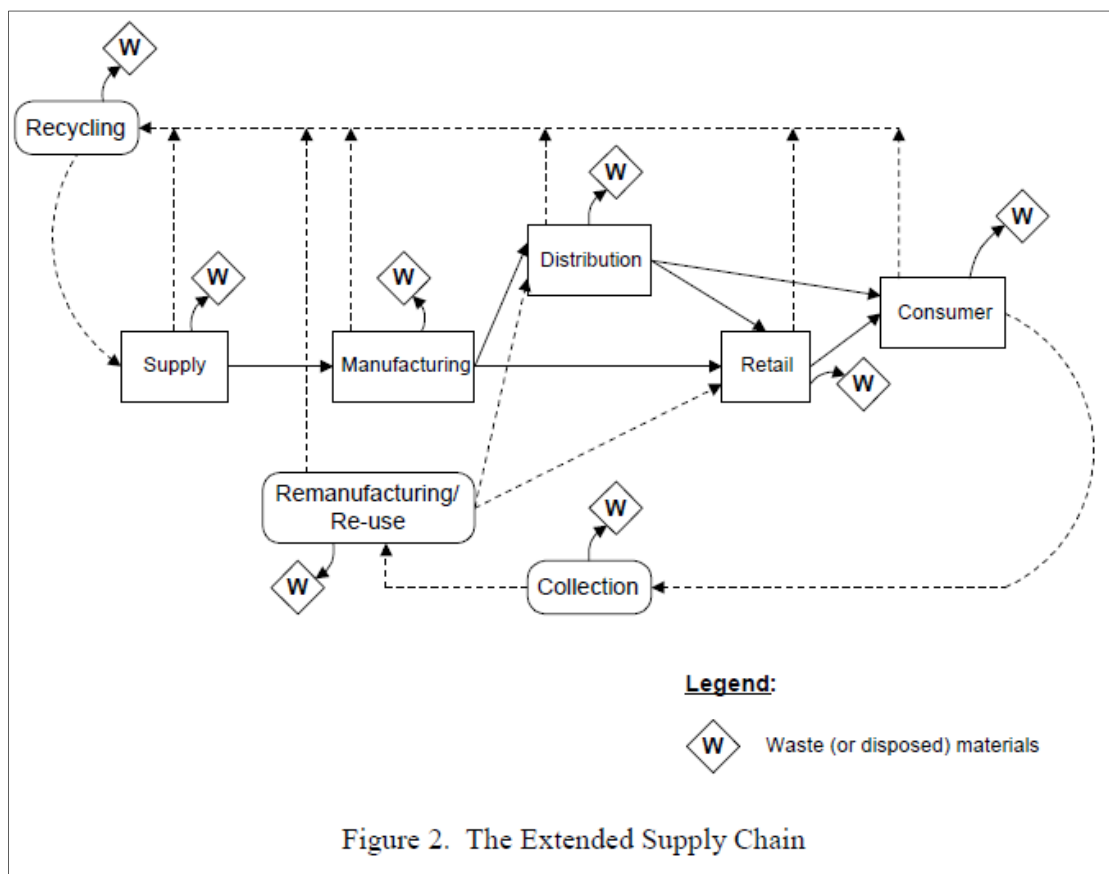 W
Recycling
W
W
Distribution
W
W
Consumer
Supply
Manufacturing
Retail
W
Remanufacturing/
Re-use
W
W
Collection
Legend:
W
Waste (or disposed) materials
Figure 2. The Extended Supply Chain